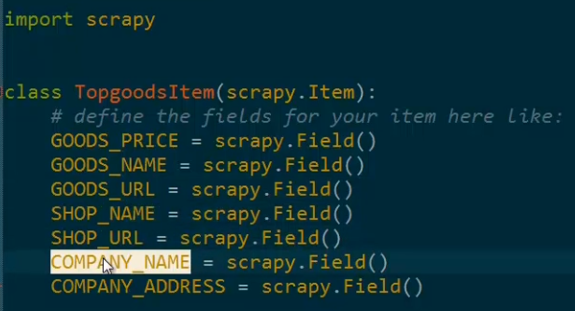 import scrapy
class TopgoodsItem(scrapy.Item):
# define the fields for your item here like:
GOODS_PRICE = scrapy.Field()
GOODS_NAME = scrapy.Field()
GOODS_URL = scrapy.Field()
SHOP_NAME = scrapy.Field()
SHOP_URL = scrapy.Field()
COMPANY_NAME = scrapy.Field()
COMPANY_ADDRESS = scrapy.Field()